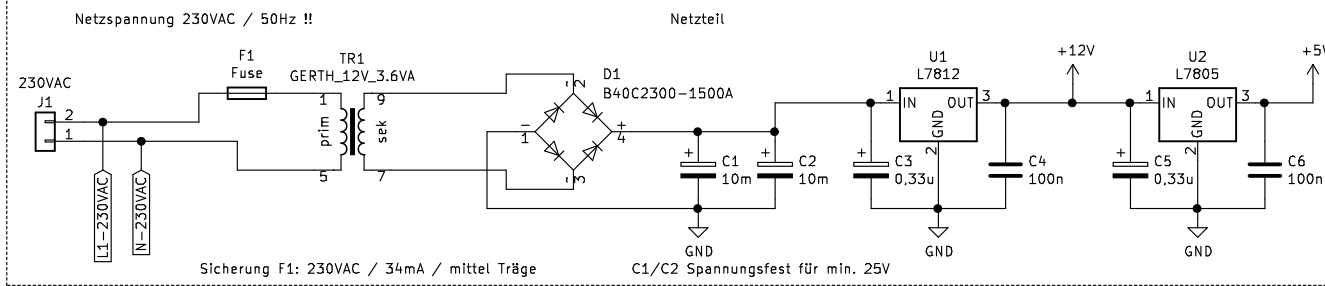 Netzspannung 230VAC / 50Hz !!
Netzteil
230VAC
J1
2
1
L1-230VAC
N-230VAC
F1
Fuse
TR1
GERTH_12V_3.6VA
1
9
prim
sek
5
7
D1
B40C2300-1500A
~
2
-
1
+
4
~
3
+
C1
10m
+
C2
10m
GND
+
C3
0,33u
U1
L7812
1
IN
OUT
3
GND
2
C4
100n
GND
+12V
+
C5
0,33u
U2
L7805
1
IN
OUT
3
GND
2
C6
100n
GND
+5V
Sicherung F1: 230VAC / 34mA / mittel Träge
C1/C2 Spannungsfest für min. 25V